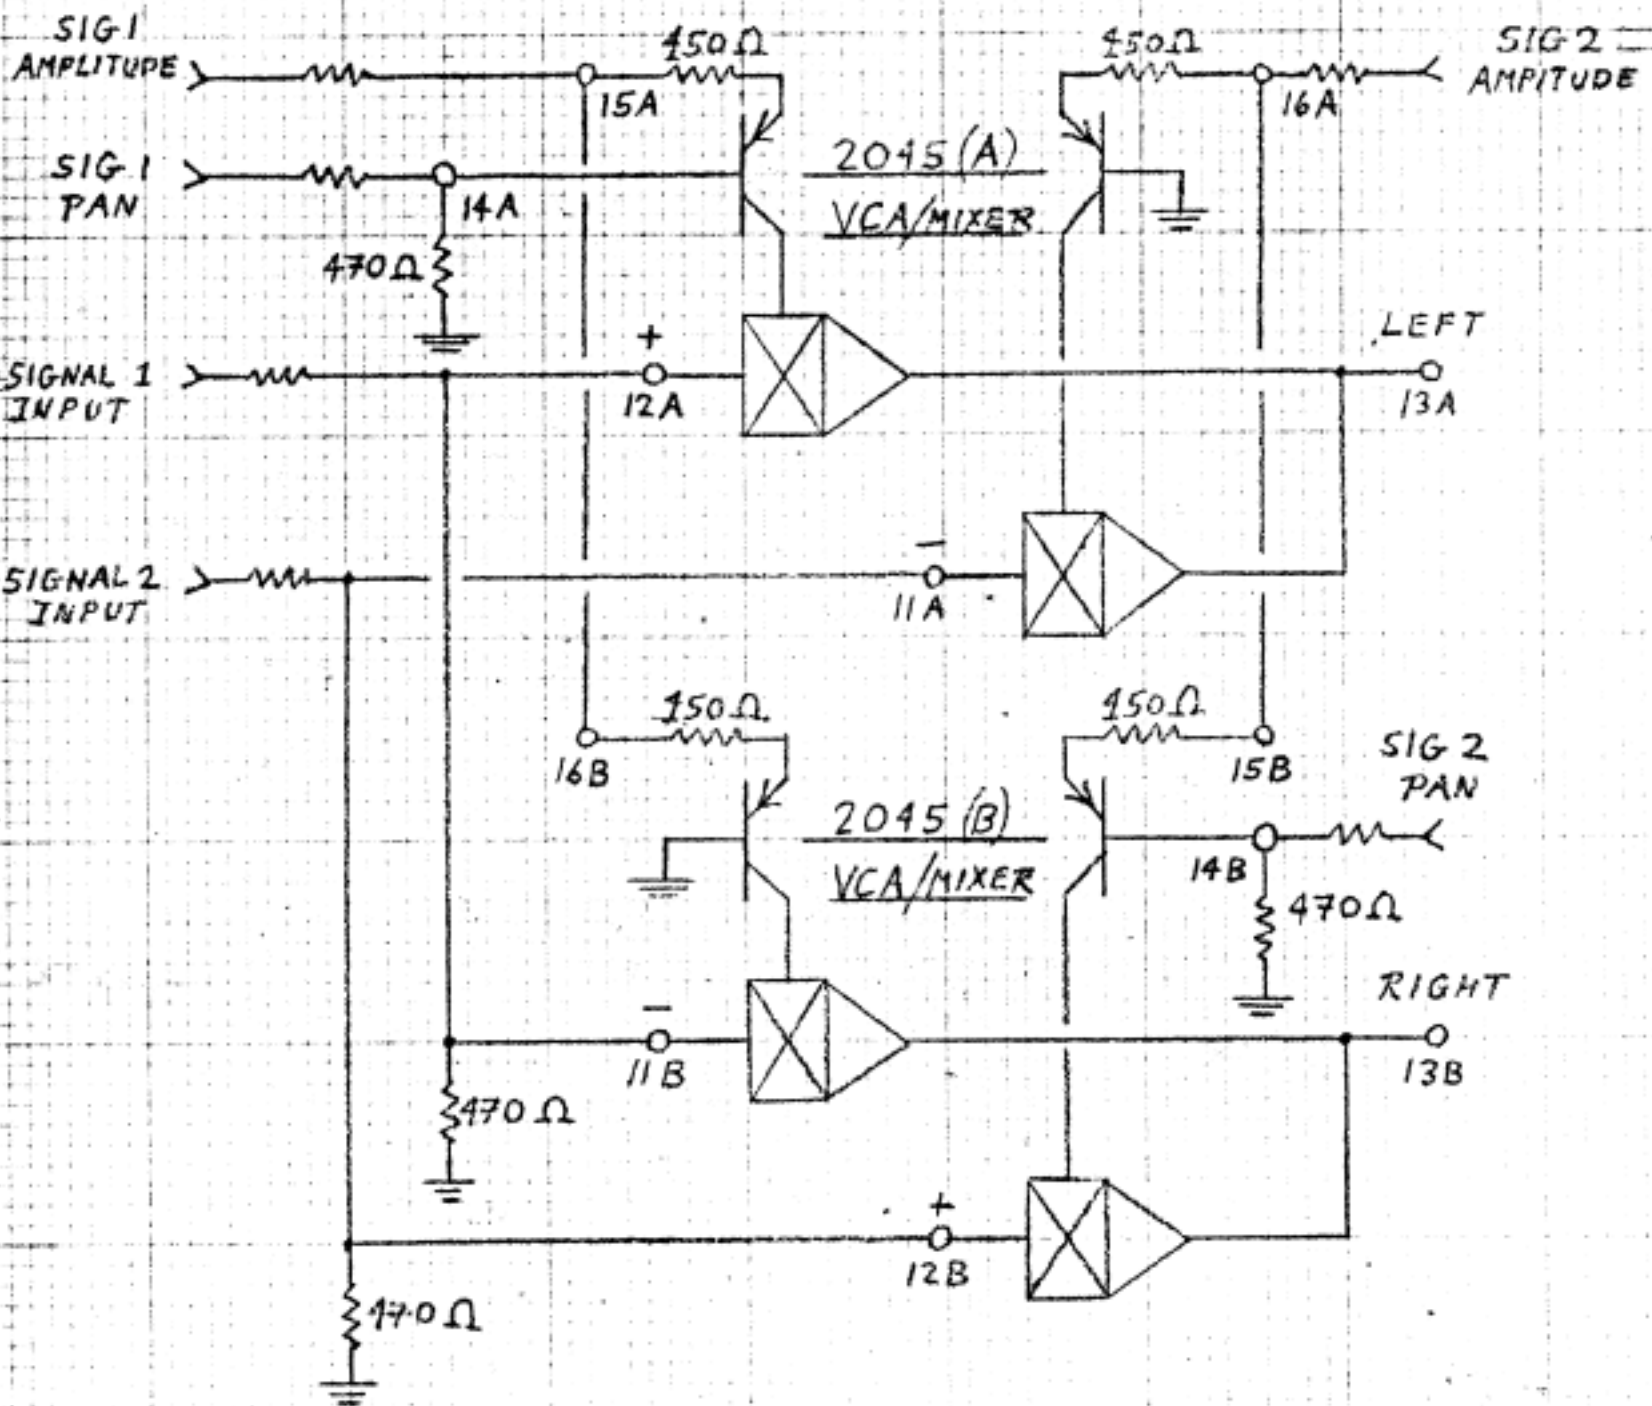 SIG 1
AMPLITUDE
450Ω
450Ω
SIG 2
AMPITUDE
15A
16A
SIG 1
PAN
14A
2045 (A)
VCA/MIXER
470Ω
+
LEFT
SIGNAL 1
INPUT
12A
13A
−
SIGNAL 2
INPUT
11A
450Ω
450Ω
16B
15B
SIG 2
PAN
2045 (B)
VCA/MIXER
14B
470Ω
−
RIGHT
11B
13B
470Ω
+
12B
470Ω